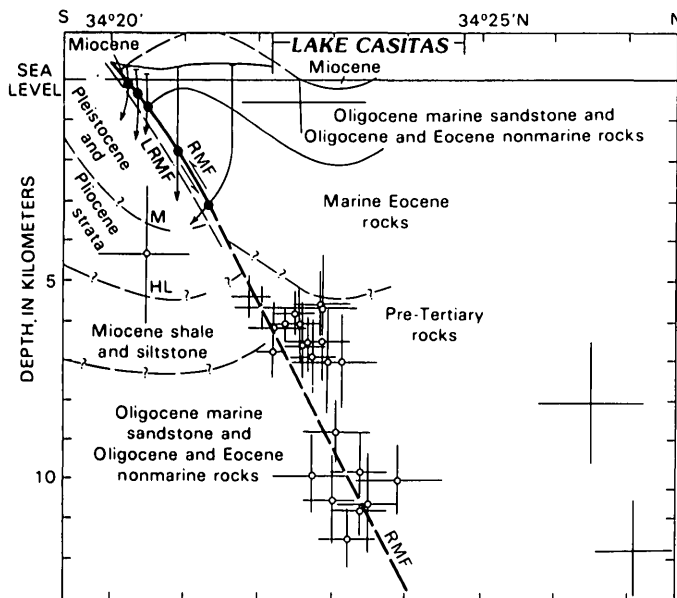 S 34°20' 34°25'N N
LAKE CASITAS
Miocene
Miocene
SEA
LEVEL
Oligocene marine sandstone and
Oligocene and Eocene nonmarine rocks
Pleistocene
and
Pliocene
strata
LRMF
RMF
M
Marine Eocene
rocks
DEPTH, IN KILOMETERS
? ? ?
HL
? ? ? ? ?
5
Pre-Tertiary
rocks
Miocene shale
and siltstone
? ? ?
Oligocene marine
sandstone and
Oligocene and Eocene
nonmarine rocks
10
RMF